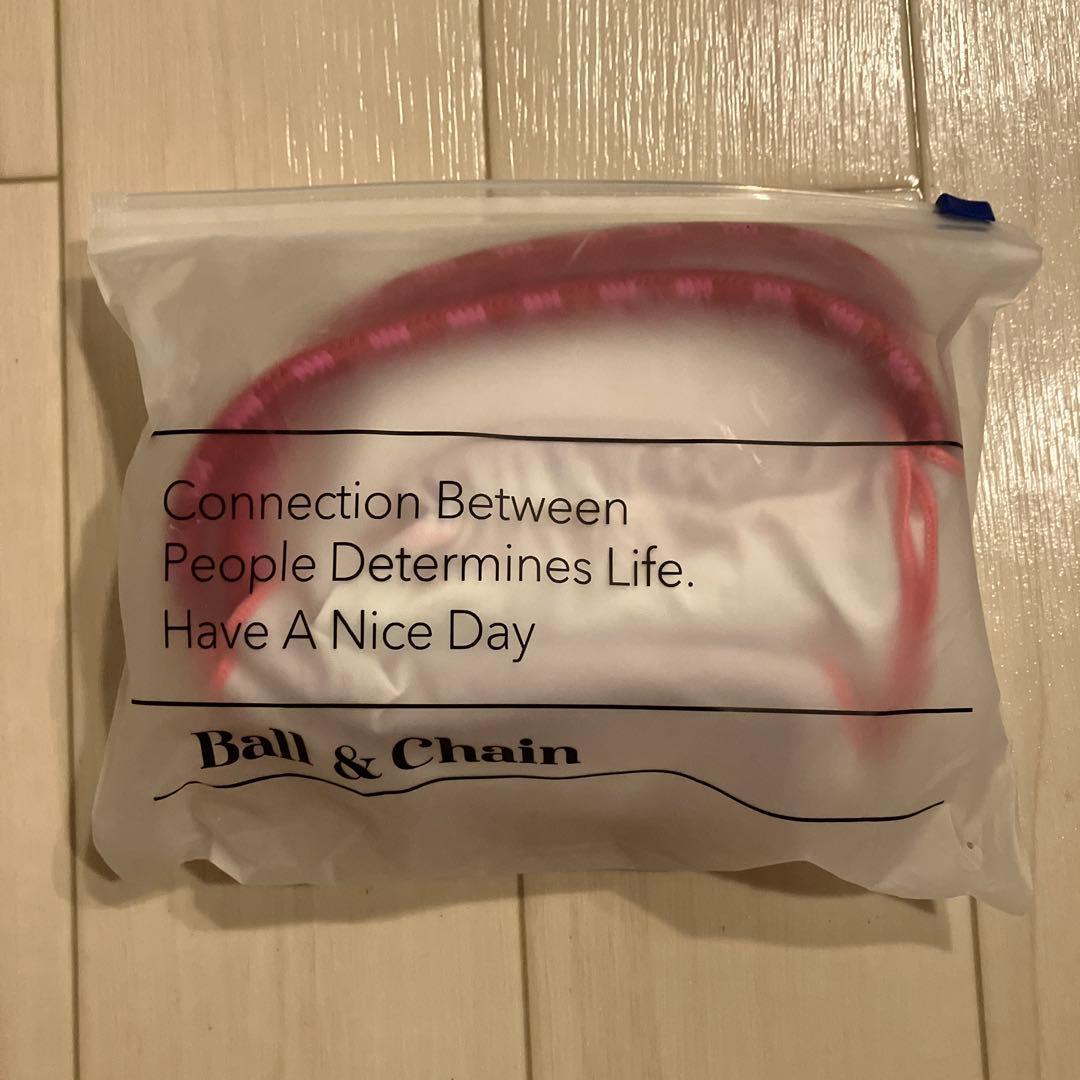 Connection Between
People Determines Life.
Have A Nice Day
Ball & Chain